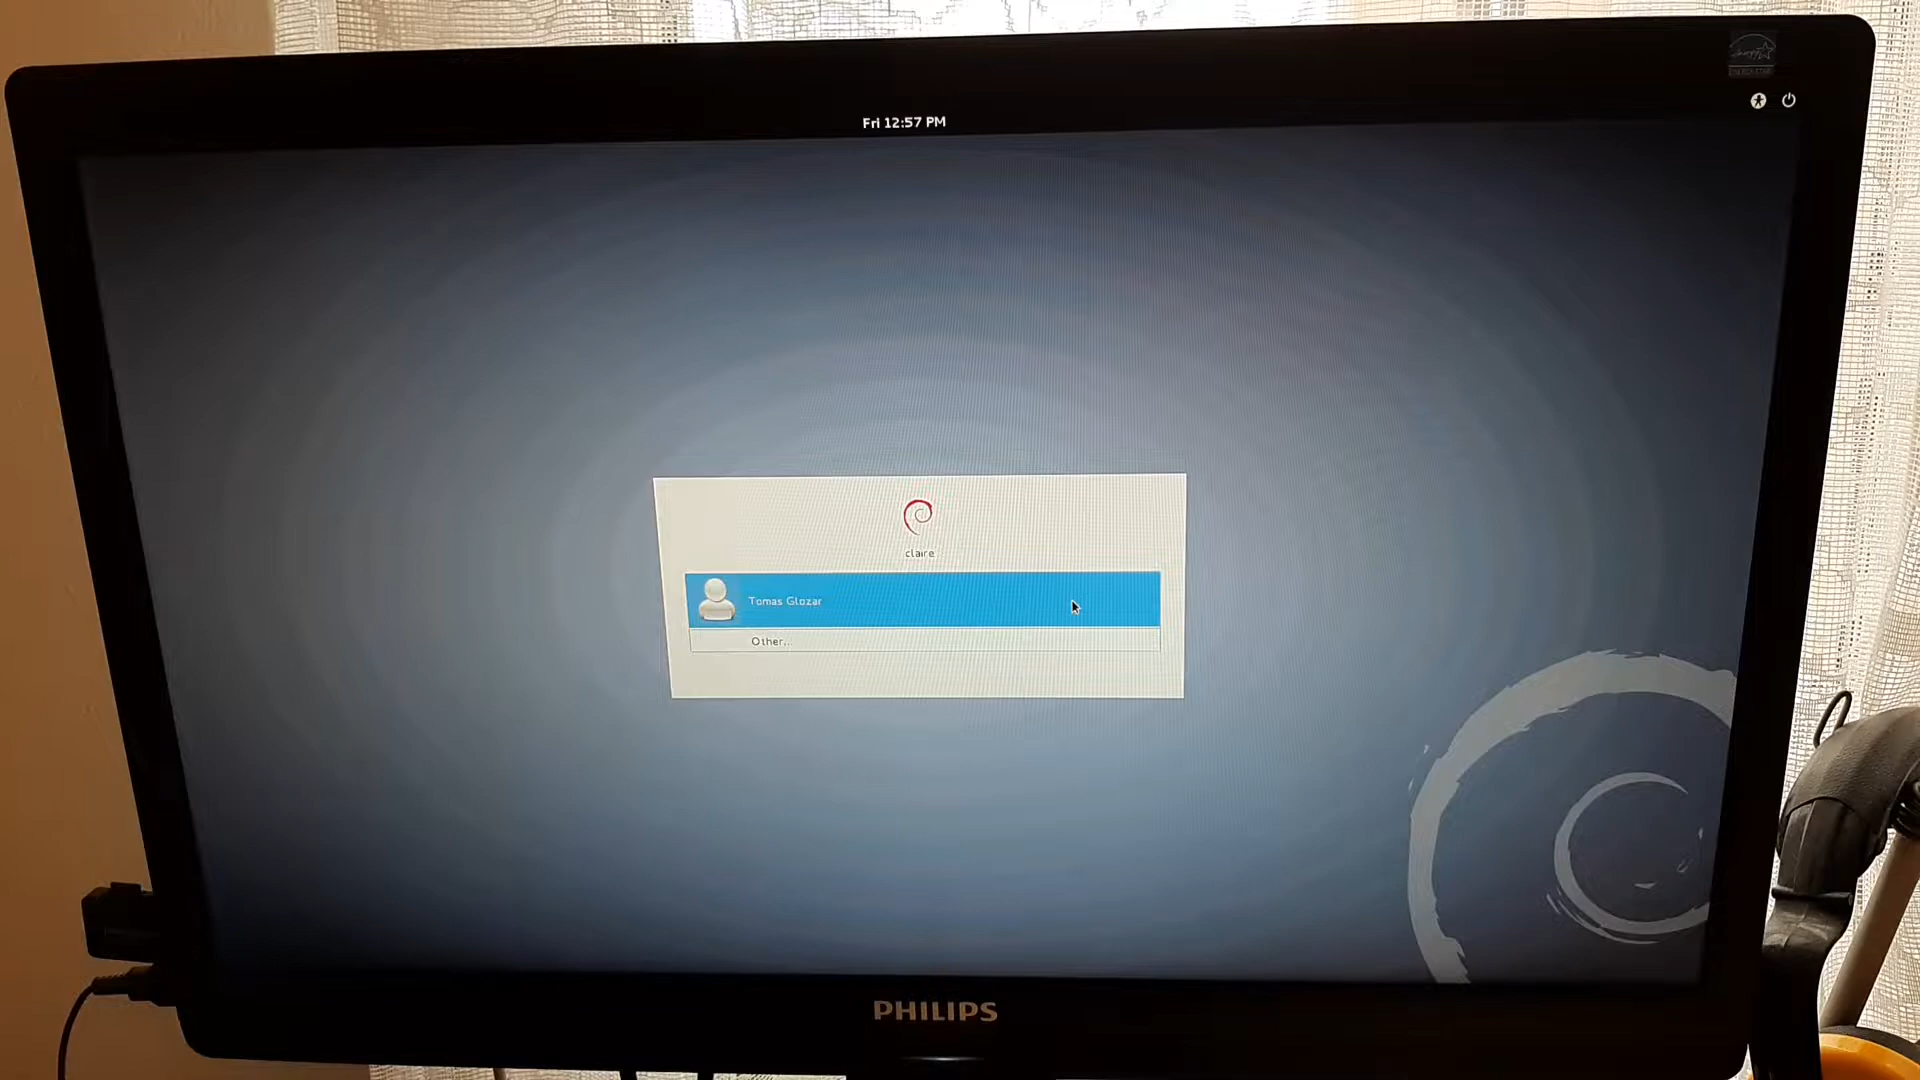 Fri 12:57 PM
claire
Tomas Glozar
Other...
PHILIPS